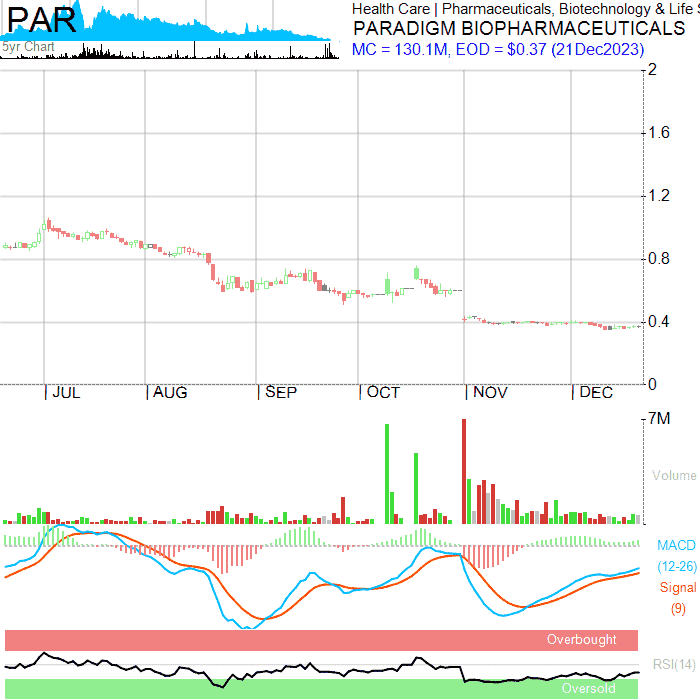 PAR
5yr Chart
Health Care | Pharmaceuticals, Biotechnology & Life S
PARADIGM BIOPHARMACEUTICALS
MC = 130.1M, EOD = $0.37 (21Dec2023)
2
1.6
1.2
0.8
0.4
0
JUL AUG SEP OCT NOV DEC
7M
Volume
MACD
(12-26)
Signal
(9)
Overbought
RSI(14)
Oversold